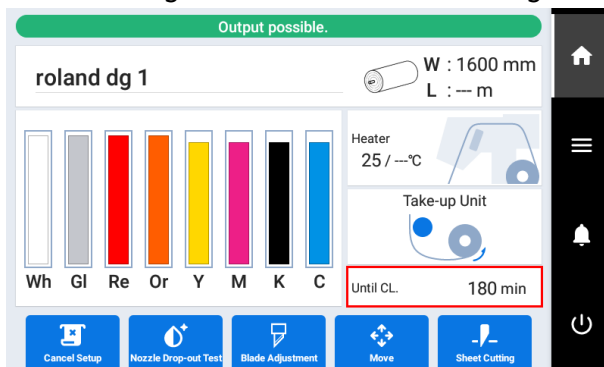 Output possible.
roland dg 1
W : 1600 mm
L : --- m
Heater
25 / ---℃
Take-up Unit
Wh Gl Re Or Y M K C
Until CL. 180 min
Cancel Setup
Nozzle Drop-out Test
Blade Adjustment
Move
Sheet Cutting